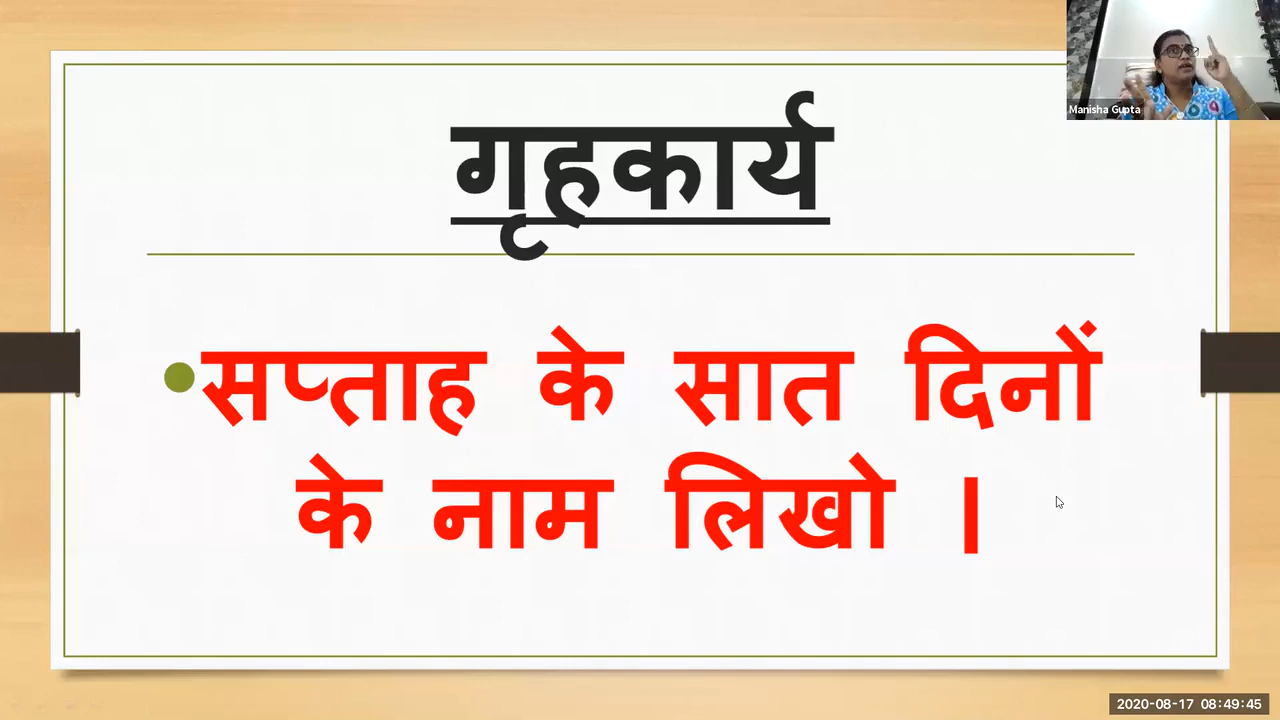 Manisha Gupta
गृहकार्य
सप्ताह के सात दिनों
के नाम लिखो ।
2020-08-17 08:49:45